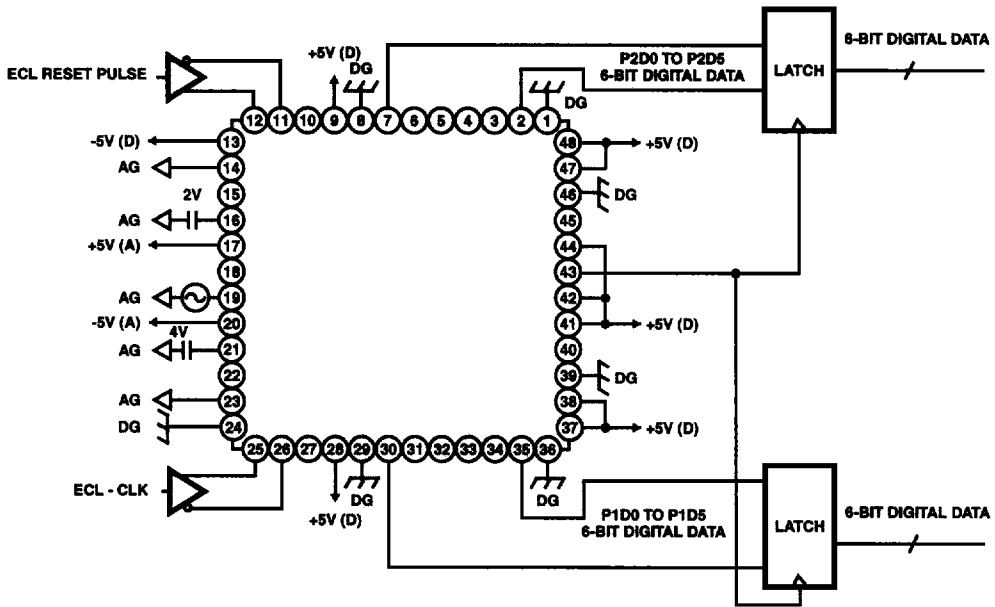 6-BIT DIGITAL DATA
+5V (D)
DG
P2D0 TO P2D5
6-BIT DIGITAL DATA
LATCH
ECL RESET PULSE
DG
12 11 10 9 8 7 6 5 4 3 2 1
-5V (D) 13
48 +5V (D)
AG 14
47
15
46 DG
2V
AG 16
45
+5V (A) 17
44
18
43
AG 19
42
-5V (A) 20
41 +5V (D)
4V
AG 21
40
22
39 DG
AG 23
38
DG 24
37 +5V (D)
25 26 27 28 29 30 31 32 33 34 35 36
ECL - CLK
DG
DG
+5V (D)
P1D0 TO P1D5
6-BIT DIGITAL DATA
LATCH
6-BIT DIGITAL DATA